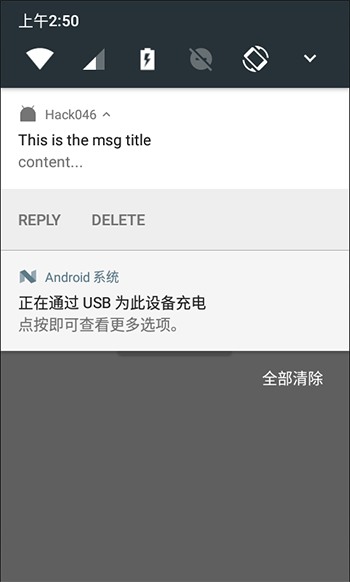 上午2:50
Hack046
This is the msg title
content...
REPLY DELETE
Android 系统
正在通过 USB 为此设备充电
点按即可查看更多选项。
全部清除